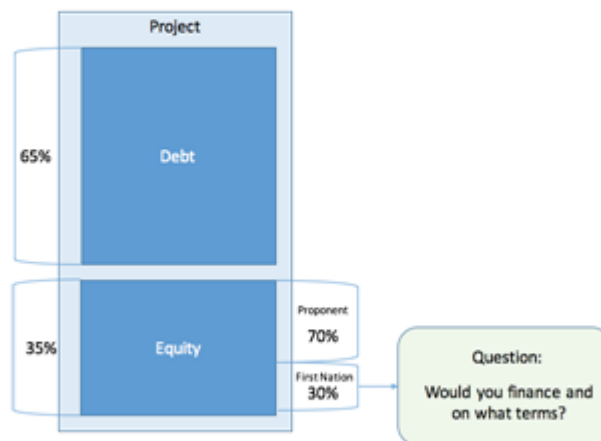 Project
65%
Debt
35%
Equity
Proponent
70%
First Nation
30%
Question:
Would you finance and
on what terms?